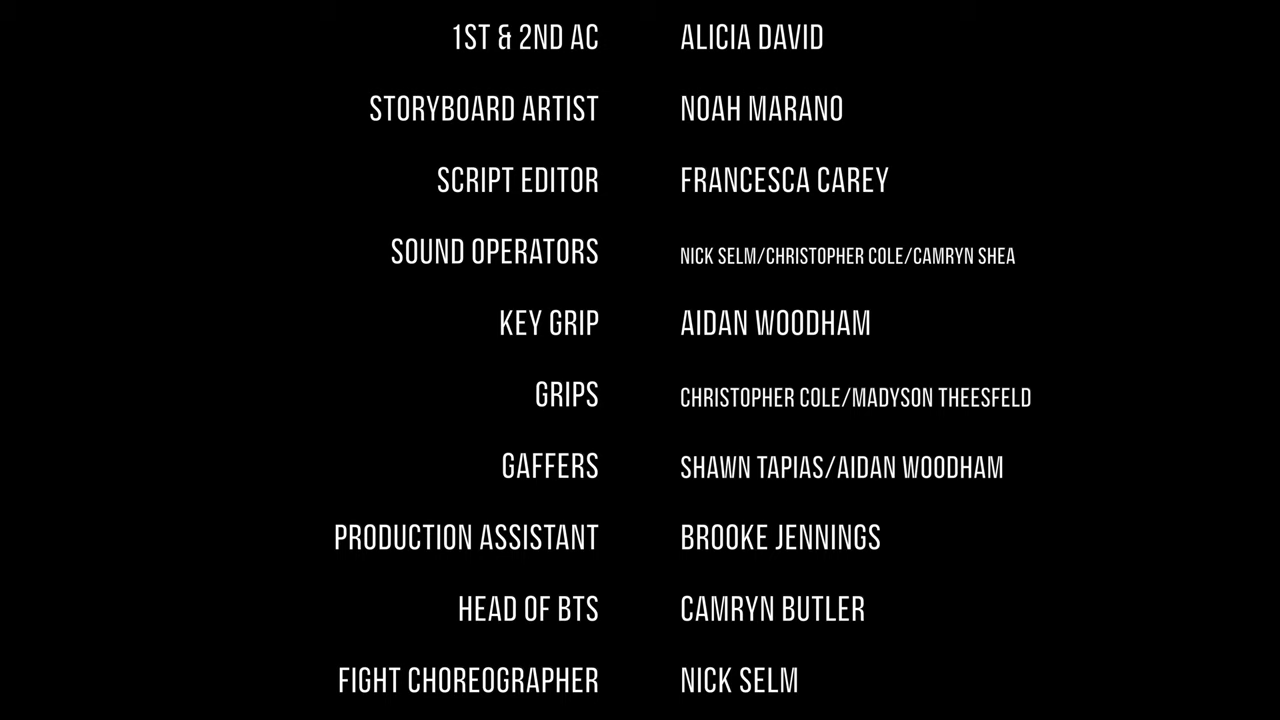 1ST & 2ND AC ALICIA DAVID
STORYBOARD ARTIST NOAH MARANO
SCRIPT EDITOR FRANCESCA CAREY
SOUND OPERATORS NICK SELM/CHRISTOPHER COLE/CAMRYN SHEA
KEY GRIP AIDAN WOODHAM
GRIPS CHRISTOPHER COLE/MADYSON THEESFELD
GAFFERS SHAWN TAPIAS/AIDAN WOODHAM
PRODUCTION ASSISTANT BROOKE JENNINGS
HEAD OF BTS CAMRYN BUTLER
FIGHT CHOREOGRAPHER NICK SELM